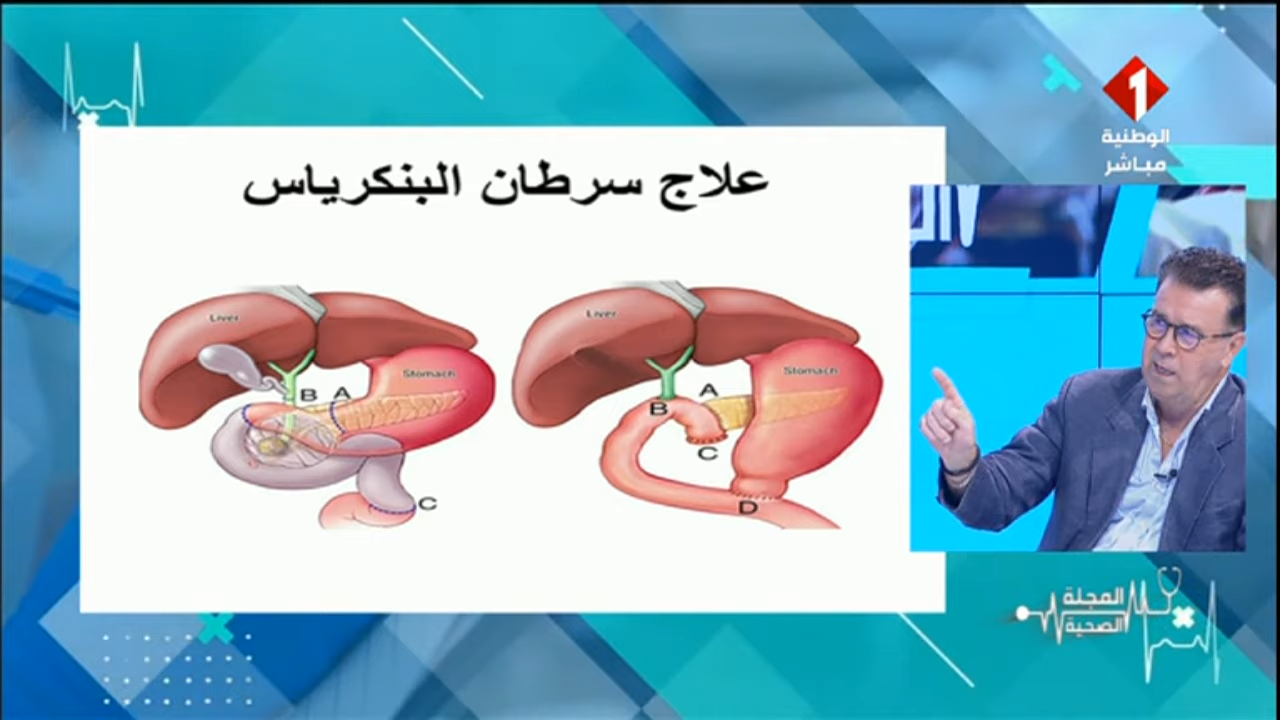 1
الوطنية
مباشر
علاج سرطان البنكرياس
Liver
Stomach
B
A
C
Liver
Stomach
A
B
C
D
المجلة
الصحية